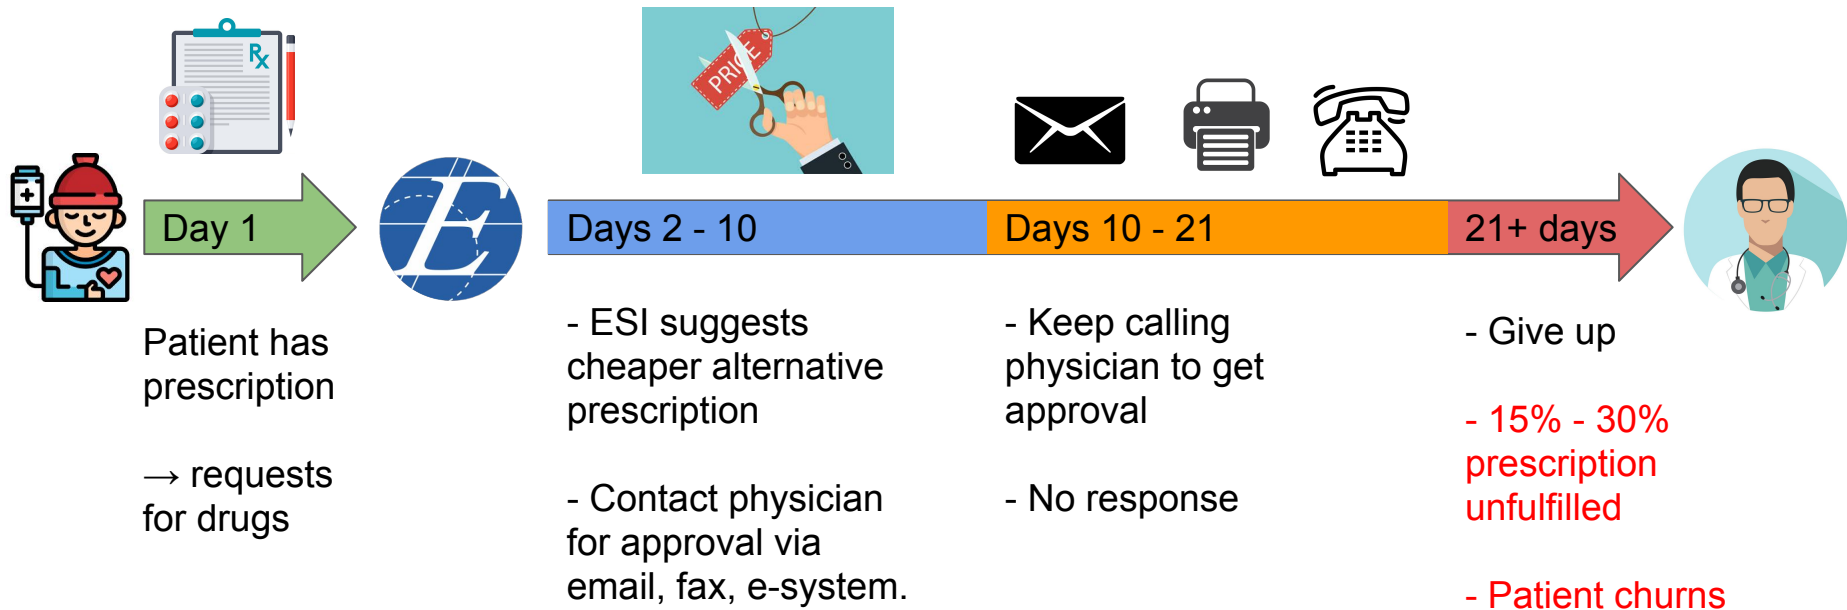 Rx
PRICE
E
Day 1
Days 2 - 10
Days 10 - 21
21+ days
Patient has
prescription
→ requests
for drugs
- ESI suggests
cheaper alternative
prescription
- Contact physician
for approval via
email, fax, e-system.
- Keep calling
physician to get
approval
- No response
- Give up
- 15% - 30%
prescription
unfulfilled
- Patient churns